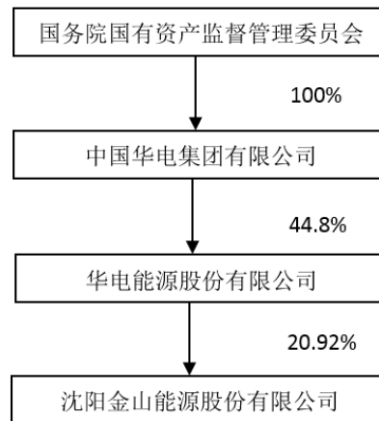 国务院国有资产监督管理委员会
100%
中国华电集团有限公司
44.8%
华电能源股份有限公司
20.92%
沈阳金山能源股份有限公司